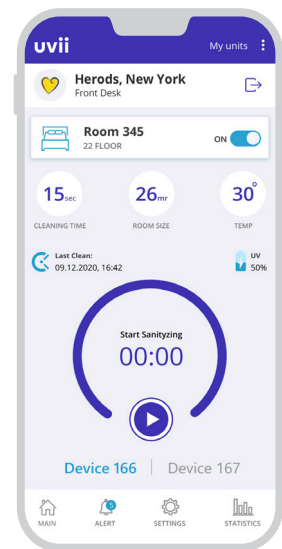 uvii
My units
Herods, New York
Front Desk
Room 345
22 FLOOR
ON
15sec
26mr
30°
CLEANING TIME
ROOM SIZE
TEMP
Last Clean:
09.12.2020, 16:42
UV
50%
Start Sanityzing
00:00
Device 166 | Device 167
MAIN
ALERT
SETTINGS
STATISTICS